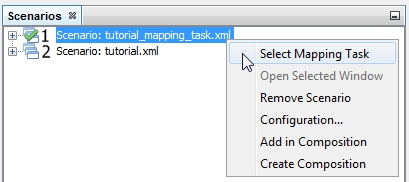 Scenarios
1 Scenario: tutorial_mapping_task.xml
2 Scenario: tutorial.xml
Select Mapping Task
Open Selected Window
Remove Scenario
Configuration...
Add in Composition
Create Composition